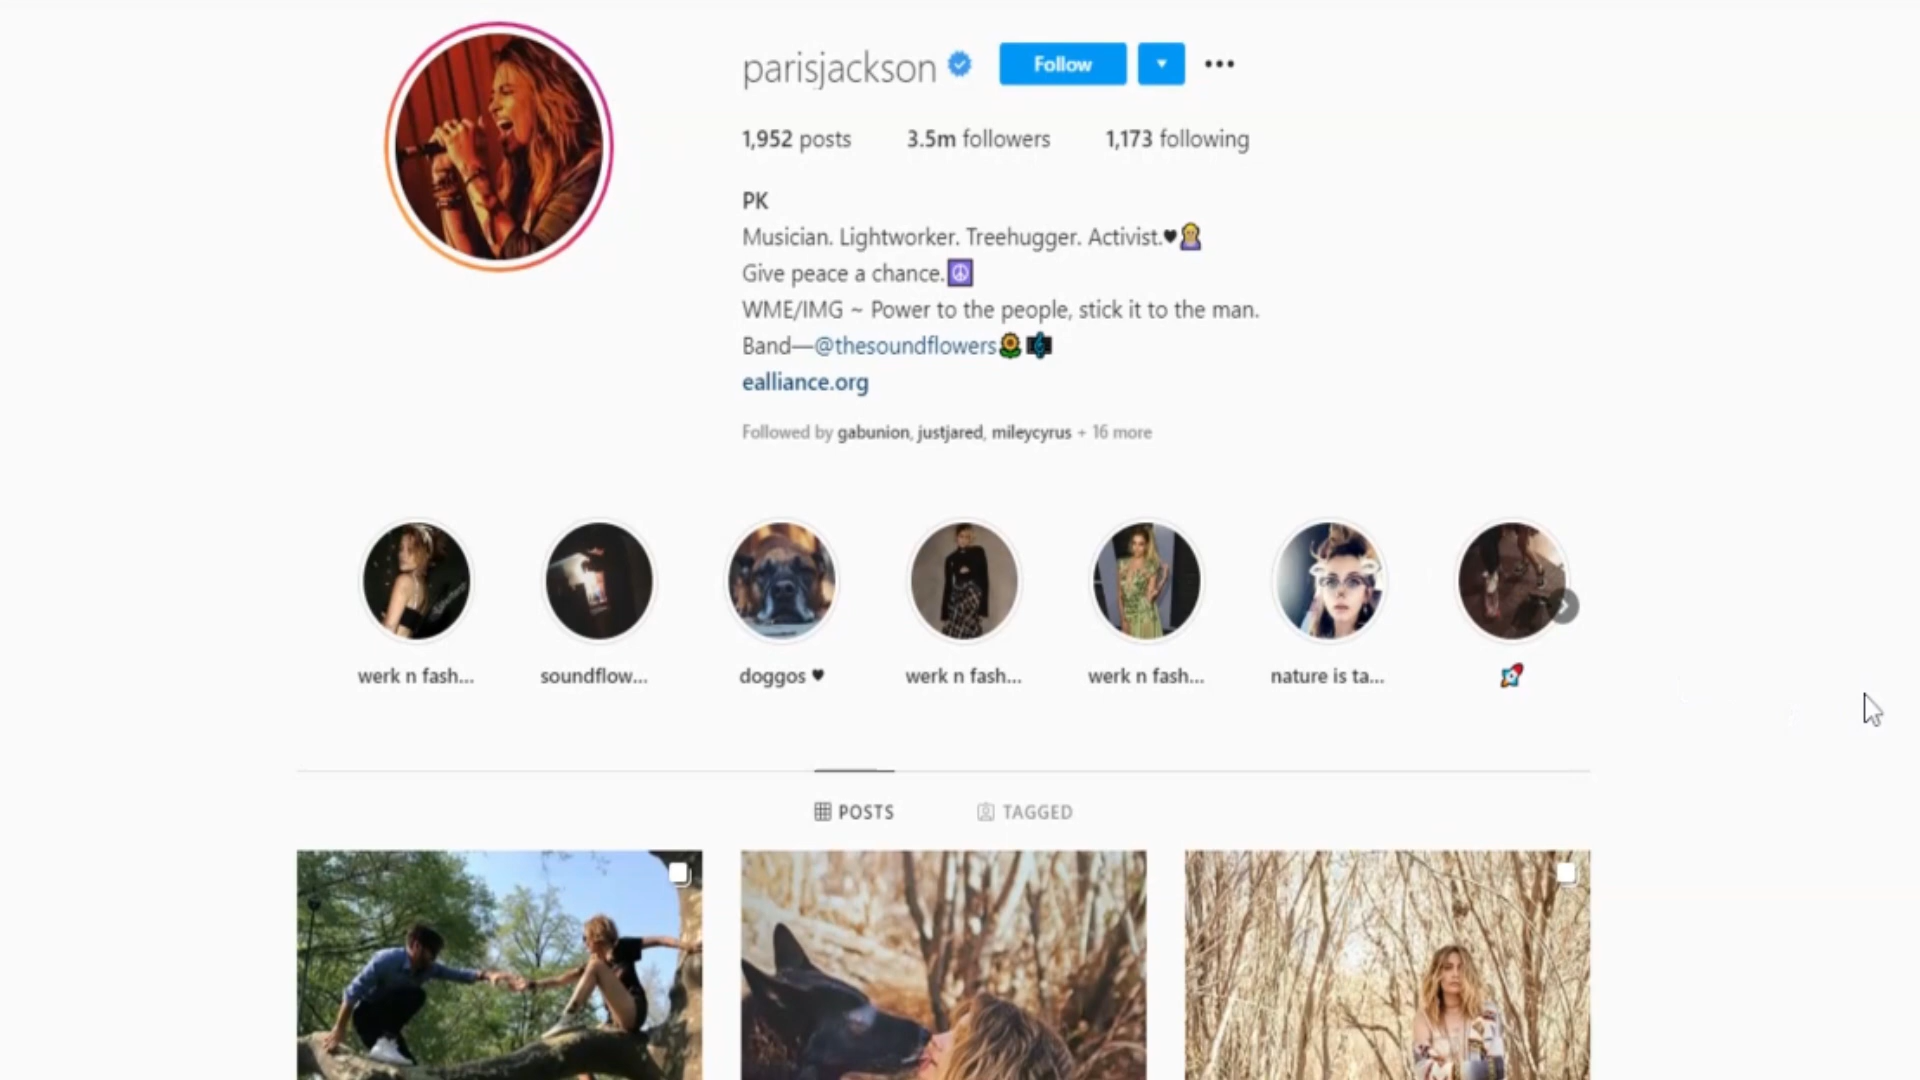 parisjackson Follow
1,952 posts 3.5m followers 1,173 following
PK
Musician. Lightworker. Treehugger. Activist.♥
Give peace a chance.
WME/IMG ~ Power to the people, stick it to the man.
Band—@thesoundflowers
ealliance.org
Followed by gabunion, justjared, mileycyrus + 16 more
werk n fash... soundflow... doggos ♥ werk n fash... werk n fash... nature is ta...
POSTS TAGGED